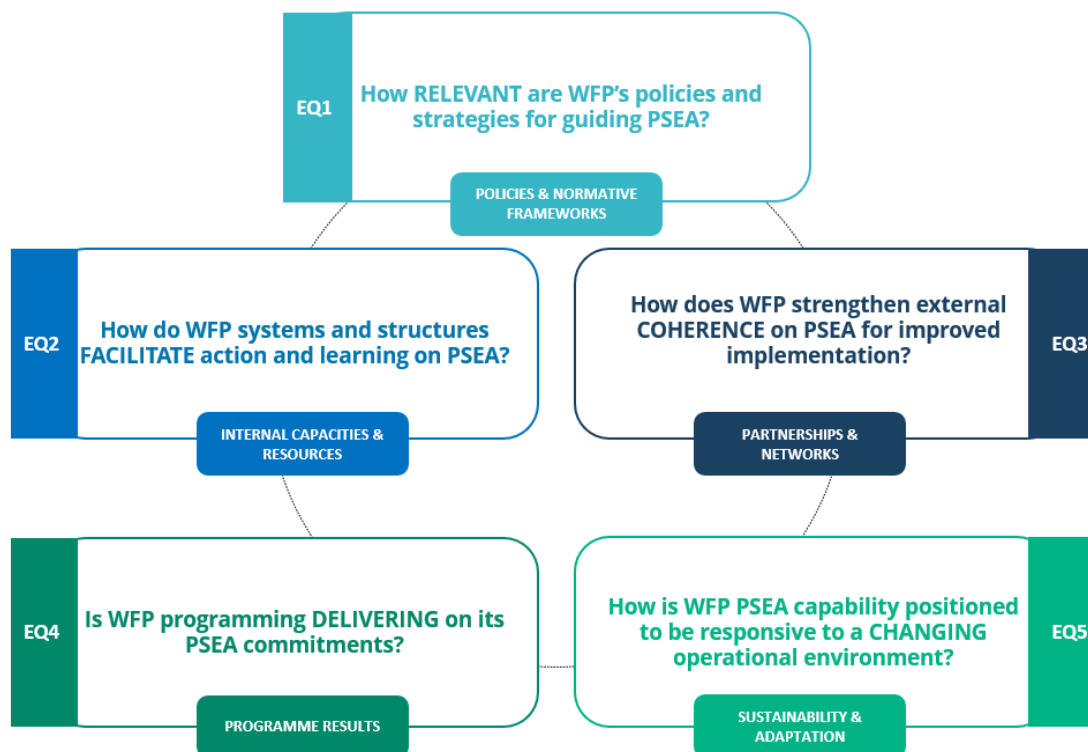 EQ1
How RELEVANT are WFP's policies and
strategies for guiding PSEA?
POLICIES & NORMATIVE
FRAMEWORKS
EQ2
How do WFP systems and structures
FACILITATE action and learning on PSEA?
INTERNAL CAPACITIES &
RESOURCES
How does WFP strengthen external
COHERENCE on PSEA for improved
implementation?
EQ3
PARTNERSHIPS &
NETWORKS
EQ4
Is WFP programming DELIVERING on its
PSEA commitments?
PROGRAMME RESULTS
How is WFP PSEA capability positioned
to be responsive to a CHANGING
operational environment?
EQ5
SUSTAINABILITY &
ADAPTATION